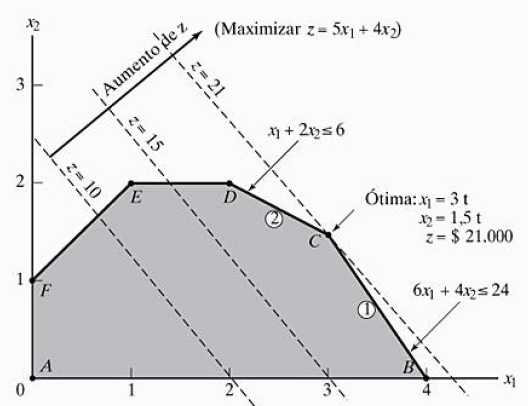 x₂
(Maximizar z = 5x₁ + 4x₂)
Aumento de z
z = 21
3
z = 15
x₁ + 2x₂ ≤ 6
z = 10
2
E
D
②
Ótima: x₁ = 3 t
x₂ = 1,5 t
z = $ 21.000
C
1
F
6x₁ + 4x₂ ≤ 24
①
A
B
0
1
2
3
4
x₁